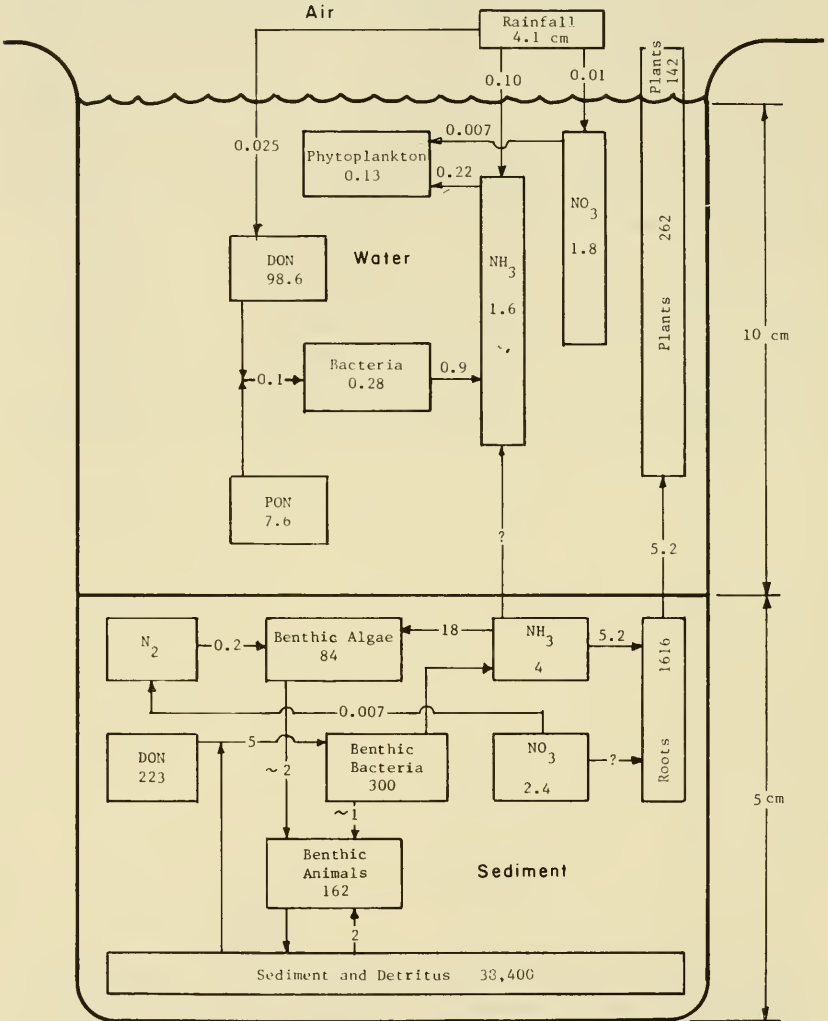 Air
Rainfall
4.1 cm
0.10
0.01
Plants
142
0.025
0.007
Phytoplankton
0.13
0.22
NO3
1.8
262
Plants
DON
98.6
Water
NH3
1.6
10 cm
Bacteria
0.28
0.1
0.9
PON
7.6
?
5.2
N2
0.2
Benthic Algae
84
18
NH3
4
5.2
1616
Roots
0.007
DON
223
5
Benthic
Bacteria
300
NO3
2.4
?
~2
~1
5 cm
Benthic
Animals
162
Sediment
2
Sediment and Detritus 38,400